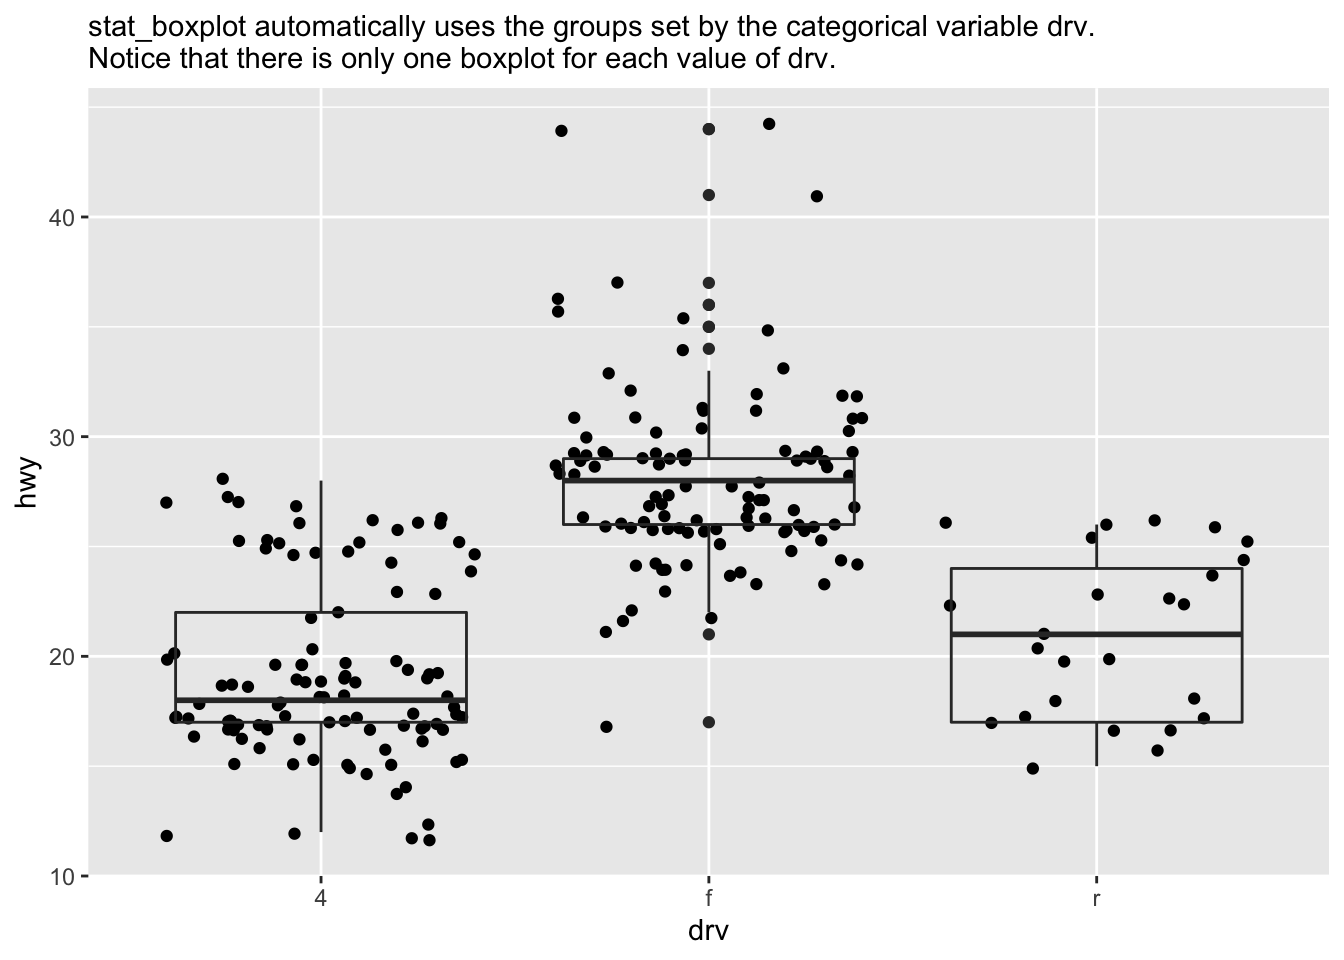 stat_boxplot automatically uses the groups set by the categorical variable drv.
Notice that there is only one boxplot for each value of drv.
40
30
20
10
hwy
4
f
r
drv